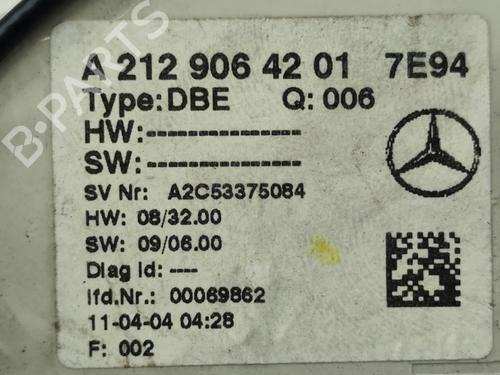 A 212 906 42 01 7E94
Type: DBE Q: 006
HW:---------------
SW:---------------
SV Nr: A2C53375084
HW: 08/32.00
SW: 09/06.00
Diag Id: ----
lfd.Nr.: 00069862
11-04-04 04:28
F: 002
B-PARTS